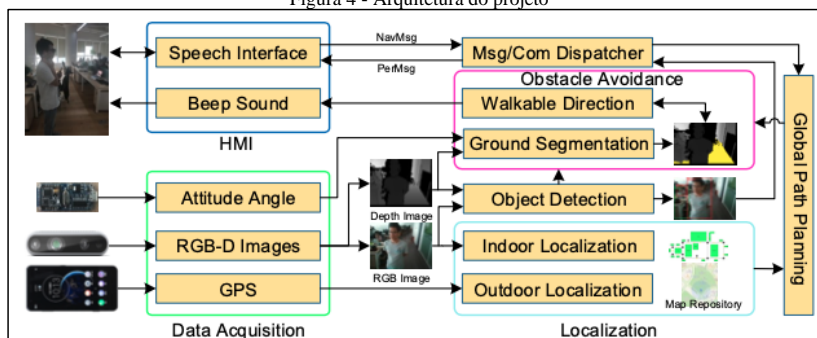 Figura 4 - Arquitetura do projeto
Speech Interface
NavMsg
PerMsg
Msg/Com Dispatcher
Obstacle Avoidance
Beep Sound
Walkable Direction
HMI
Ground Segmentation
Global Path Planning
Attitude Angle
Depth Image
Object Detection
RGB-D Images
RGB Image
Indoor Localization
GPS
Outdoor Localization
Map Repository
Data Acquisition
Localization